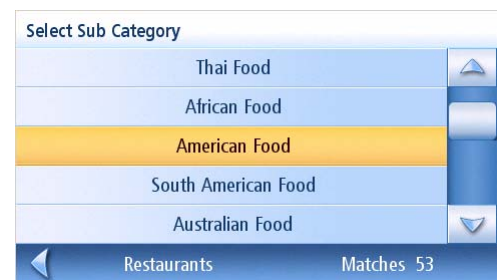 Select Sub Category
Thai Food
African Food
American Food
South American Food
Australian Food
Restaurants Matches 53